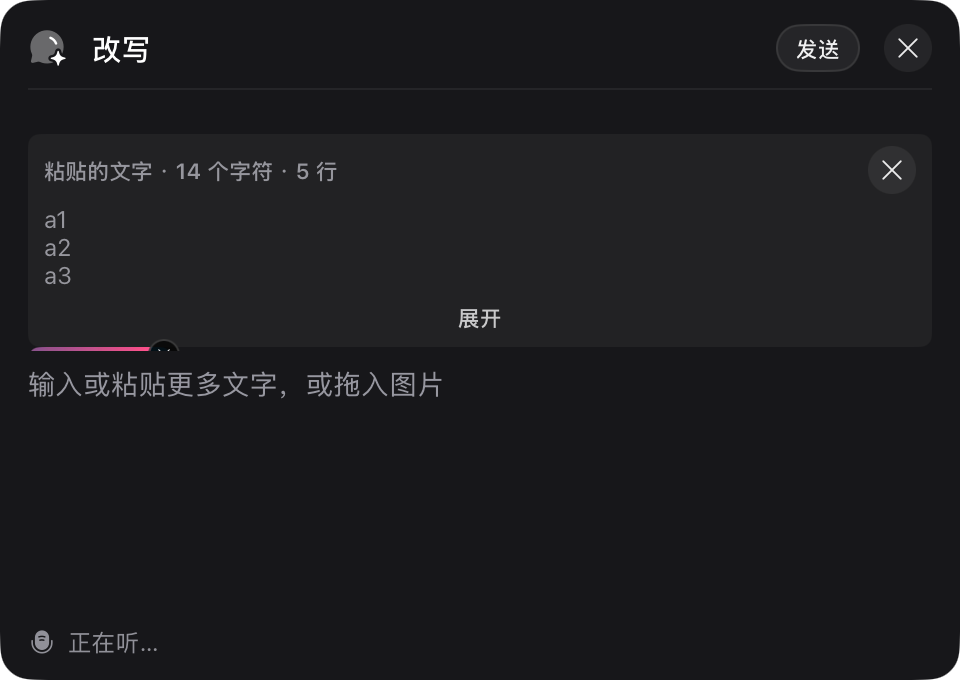 改写
发送
粘贴的文字 · 14 个字符 · 5 行
a1
a2
a3
展开
输入或粘贴更多文字，或拖入图片
正在听...